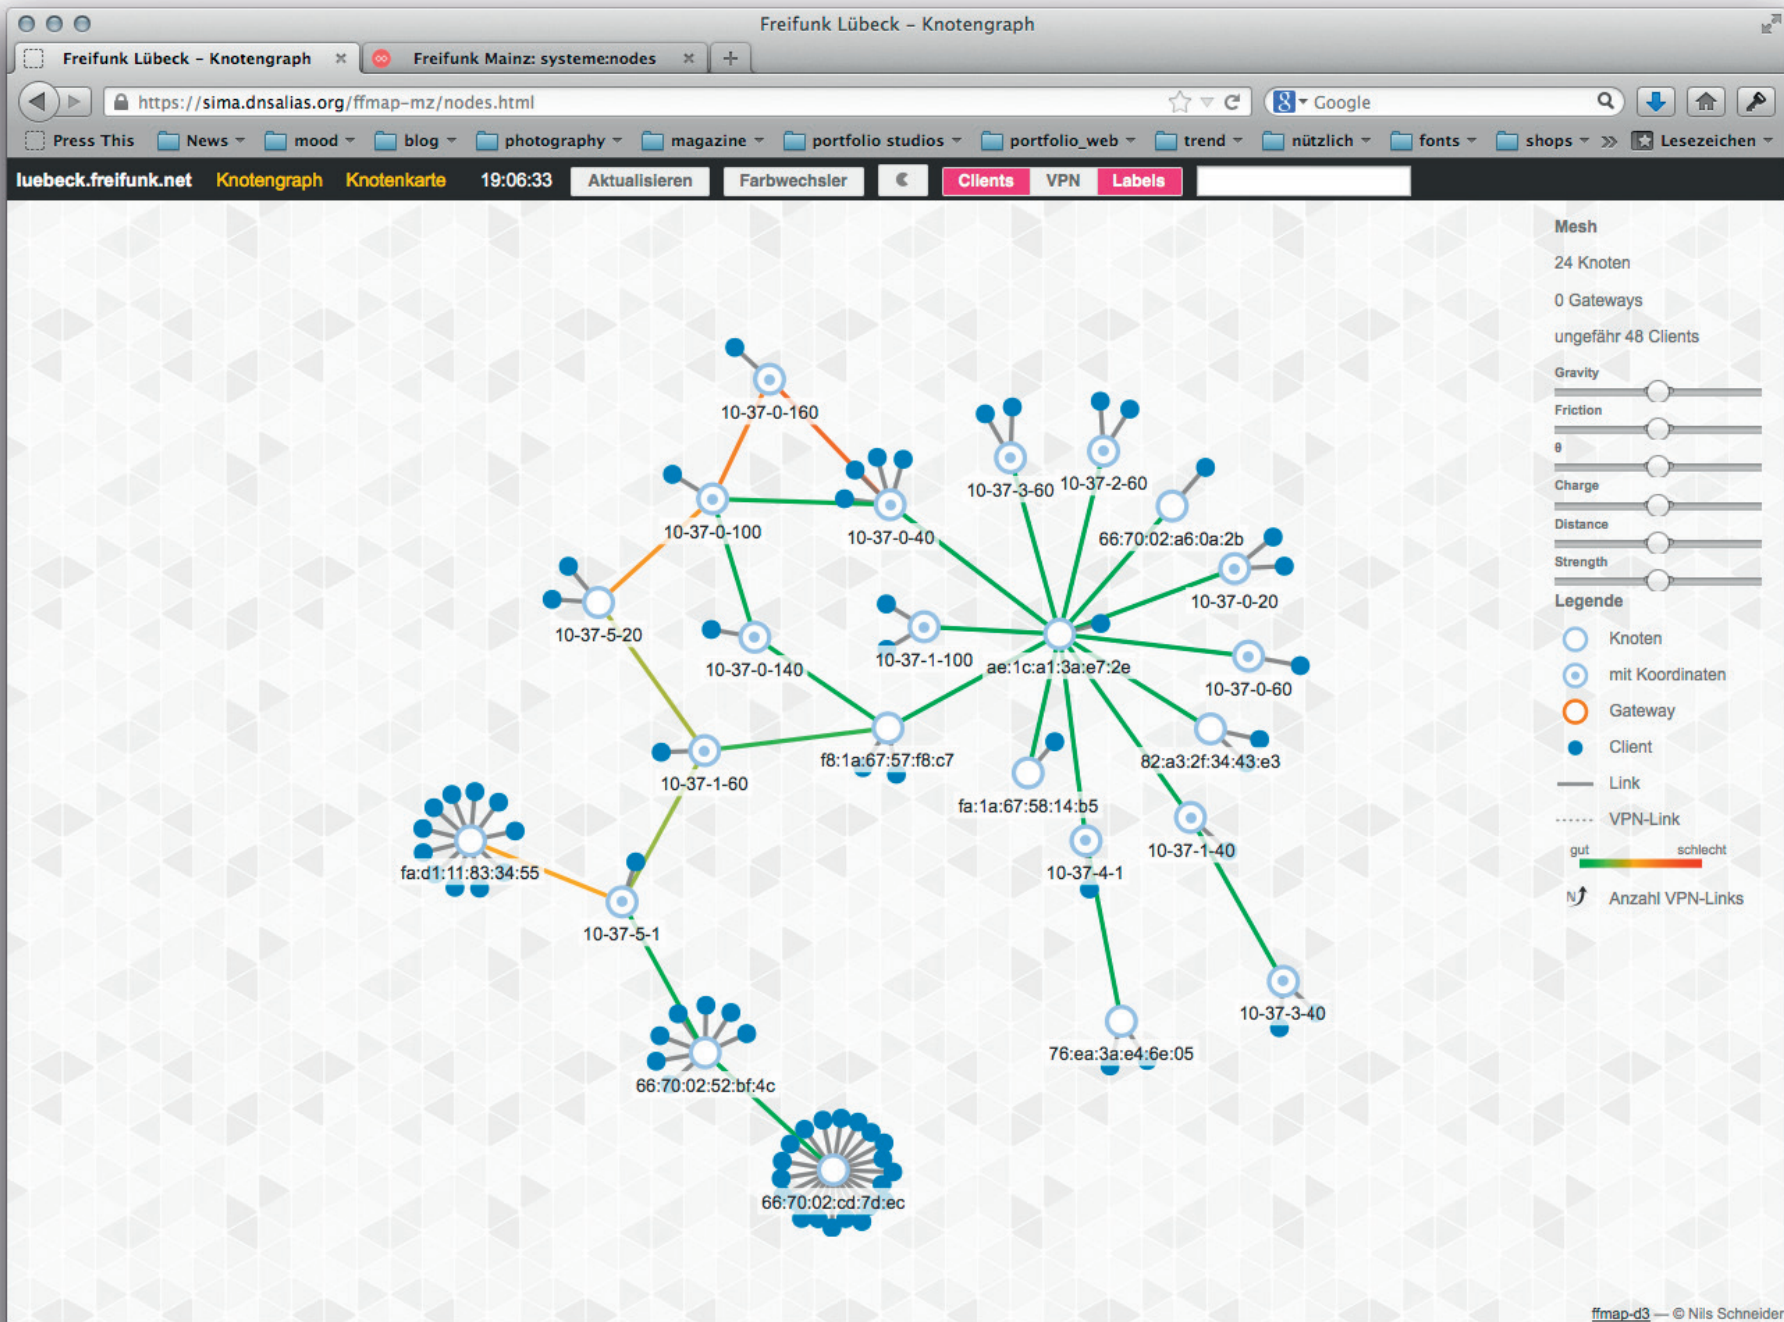 Freifunk Lübeck – Knotengraph
Freifunk Lübeck – Knotengraph
Freifunk Mainz: systeme:nodes
https://sima.dnsalias.org/ffmap-mz/nodes.html
Google
Press This News mood blog photography magazine portfolio studios portfolio_web trend nützlich fonts shops Lesezeichen
luebeck.freifunk.net Knotengraph Knotenkarte 19:06:33 Aktualisieren Farbwechsler Clients VPN Labels
Mesh
24 Knoten
0 Gateways
ungefähr 48 Clients
Gravity
Friction
θ
Charge
Distance
Strength
Legende
Knoten
mit Koordinaten
Gateway
Client
Link
VPN-Link
gut schlecht
N Anzahl VPN-Links
10-37-0-160
10-37-3-60
10-37-2-60
10-37-0-100
10-37-0-40
66:70:02:a6:0a:2b
10-37-0-20
10-37-5-20
10-37-0-140
10-37-1-100
ae:1c:a1:3a:e7:2e
10-37-0-60
f8:1a:67:57:f8:c7
82:a3:2f:34:43:e3
10-37-1-60
fa:1a:67:58:14:b5
10-37-1-40
fa:d1:11:83:34:55
10-37-4-1
10-37-5-1
10-37-3-40
76:ea:3a:e4:6e:05
66:70:02:52:bf:4c
66:70:02:cd:7d:ec
ffmap-d3 — © Nils Schneider